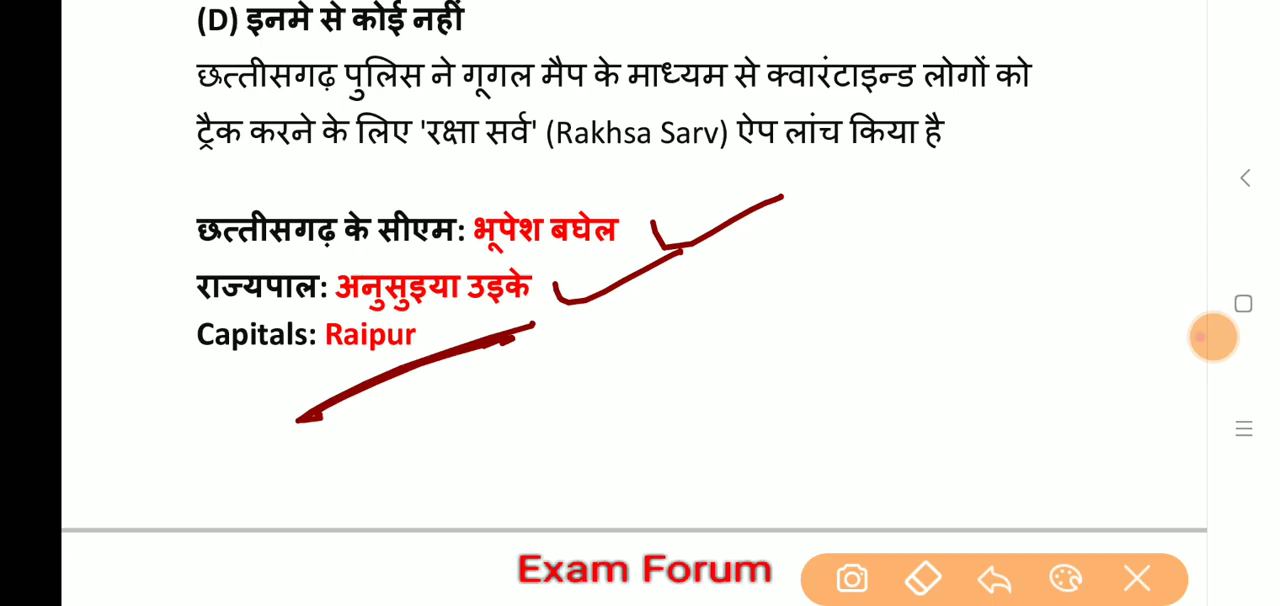 (D) इनमे से कोई नहीं
छत्तीसगढ़ पुलिस ने गूगल मैप के माध्यम से क्वारंटाइन्ड लोगों को
ट्रैक करने के लिए 'रक्षा सर्व' (Rakhsa Sarv) ऐप लांच किया है
छत्तीसगढ़ के सीएम: भूपेश बघेल
राज्यपाल: अनुसुइया उइके
Capitals: Raipur
Exam Forum